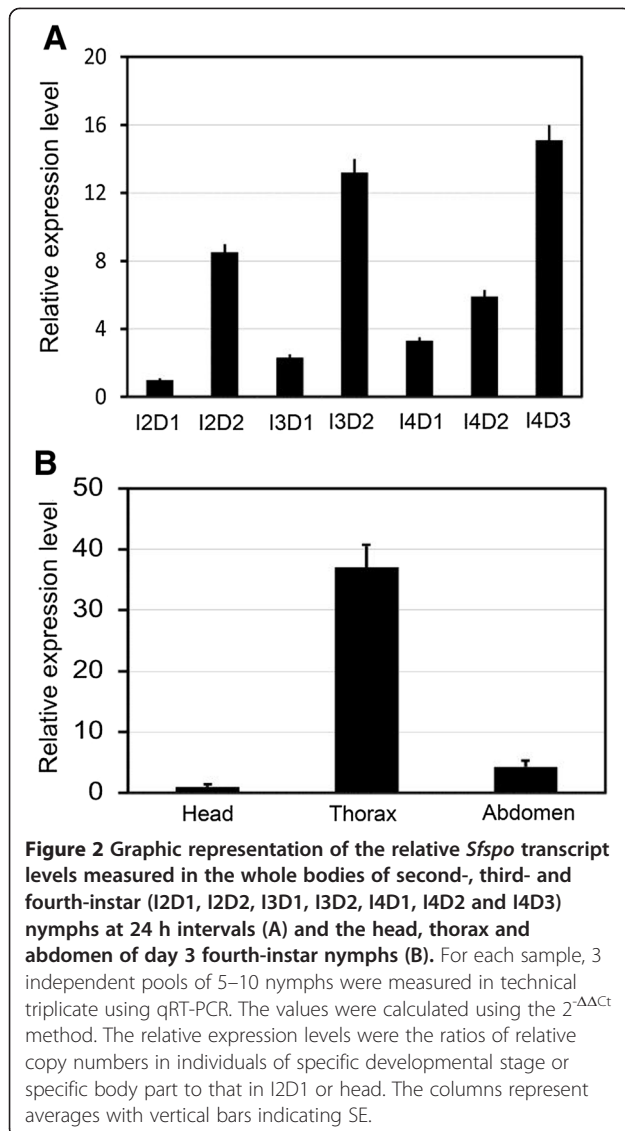 A
Relative expression level
20
16
12
8
4
0
I2D1 I2D2 I3D1 I3D2 I4D1 I4D2 I4D3
B
Relative expression level
50
40
30
20
10
0
Head Thorax Abdomen
Figure 2 Graphic representation of the relative Sfspo transcript
levels measured in the whole bodies of second-, third- and
fourth-instar (I2D1, I2D2, I3D1, I3D2, I4D1, I4D2 and I4D3)
nymphs at 24 h intervals (A) and the head, thorax and
abdomen of day 3 fourth-instar nymphs (B). For each sample, 3
independent pools of 5–10 nymphs were measured in technical
triplicate using qRT-PCR. The values were calculated using the 2-ΔΔCt
method. The relative expression levels were the ratios of relative
copy numbers in individuals of specific developmental stage or
specific body part to that in I2D1 or head. The columns represent
averages with vertical bars indicating SE.